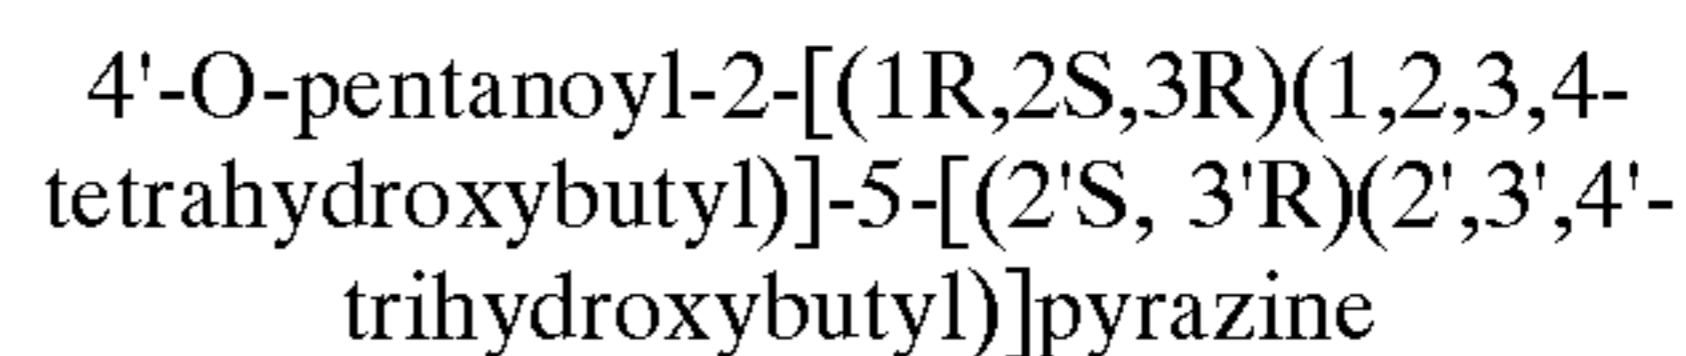 4'-O-pentanoyl-2-[(1R,2S,3R)(1,2,3,4-
tetrahydroxybutyl)]-5-[(2'S, 3'R)(2',3',4'-
trihydroxybutyl)]pyrazine